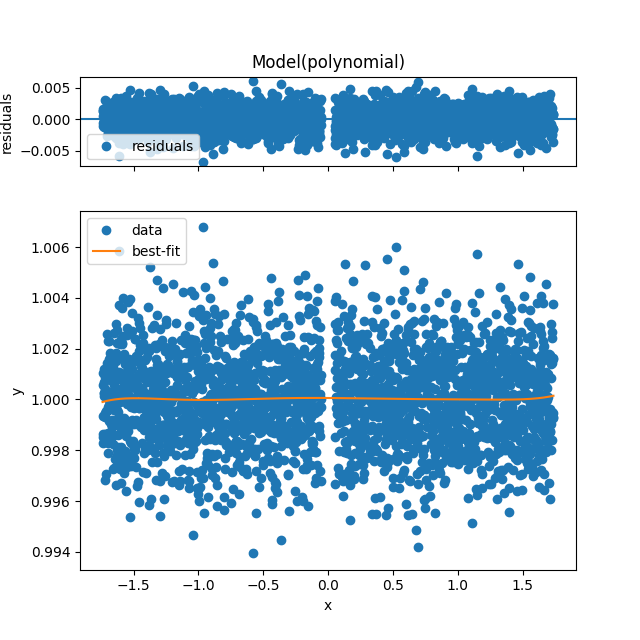 Model(polynomial)
0.005
0.000
−0.005
residuals
residuals
data
best-fit
1.006
1.004
1.002
1.000
0.998
0.996
0.994
y
−1.5
−1.0
−0.5
0.0
0.5
1.0
1.5
x